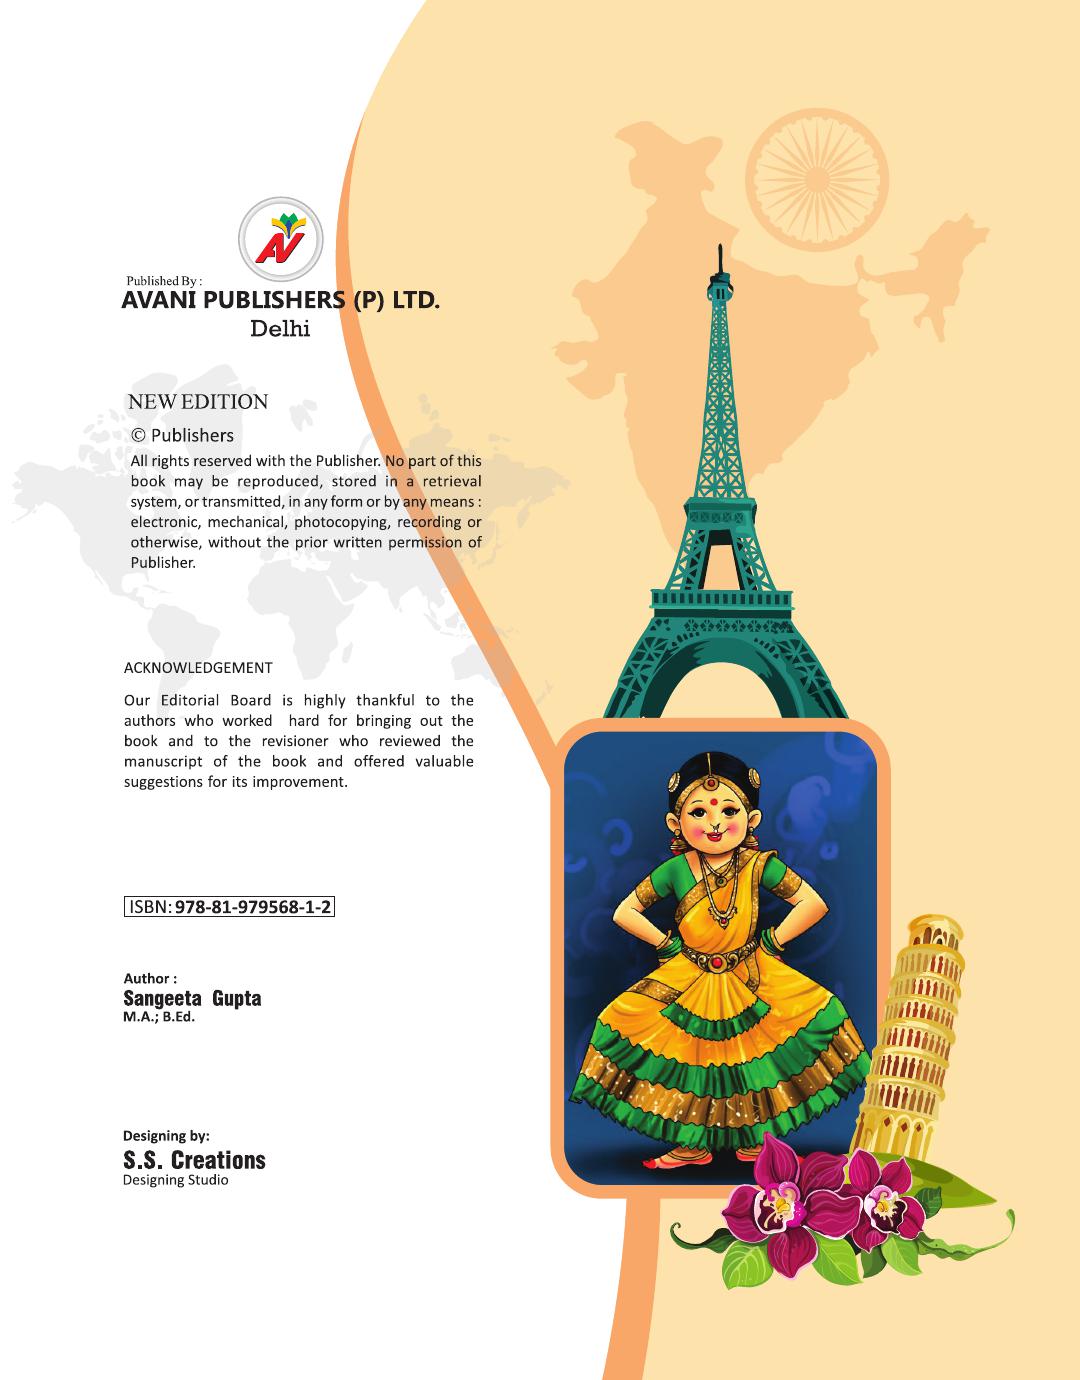 AV
Published By :
AVANI PUBLISHERS (P) LTD.
Delhi
NEW EDITION
© Publishers
All rights reserved with the Publisher. No part of this
book may be reproduced, stored in a retrieval
system, or transmitted, in any form or by any means :
electronic, mechanical, photocopying, recording or
otherwise, without the prior written permission of
Publisher.
ACKNOWLEDGEMENT
Our Editorial Board is highly thankful to the
authors who worked hard for bringing out the
book and to the revisioner who reviewed the
manuscript of the book and offered valuable
suggestions for its improvement.
ISBN: 978-81-979568-1-2
Author :
Sangeeta Gupta
M.A.; B.Ed.
Designing by:
S.S. Creations
Designing Studio